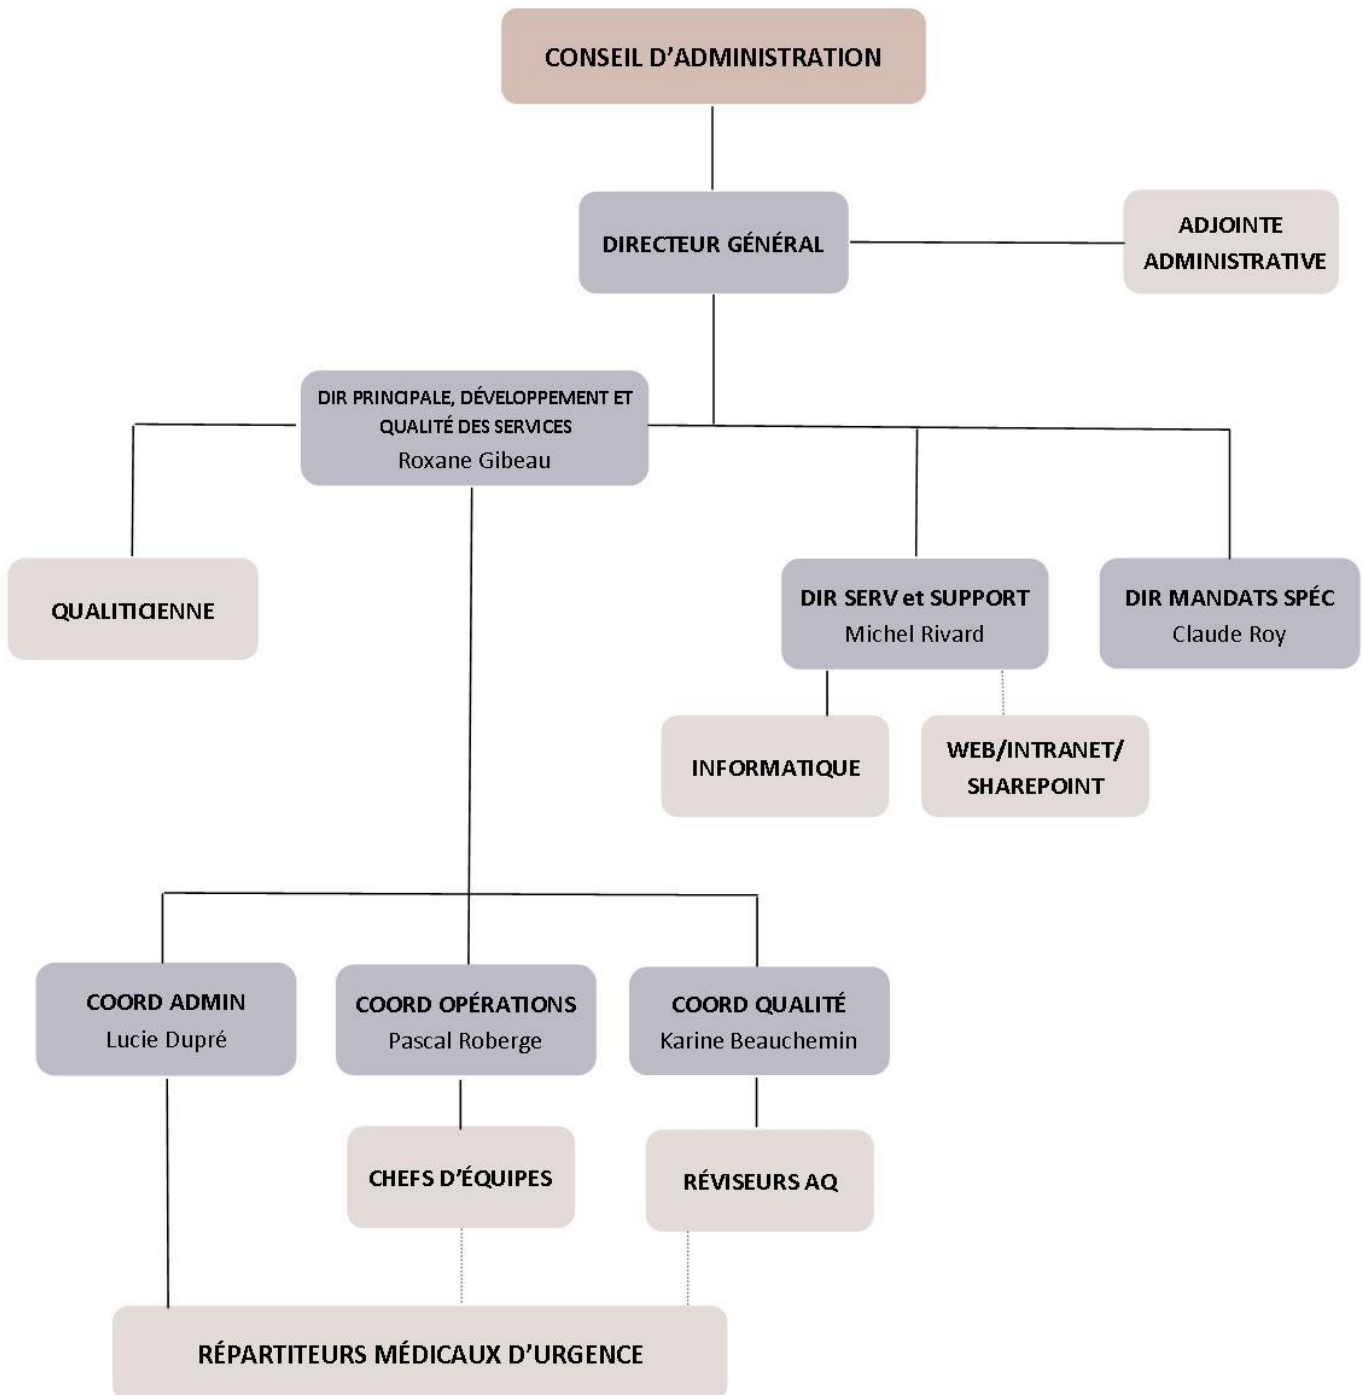 CONSEIL D'ADMINISTRATION
DIRECTEUR GÉNÉRAL
ADJOINTE
ADMINISTRATIVE
DIR PRINCIPALE, DÉVELOPPEMENT ET
QUALITÉ DES SERVICES
Roxane Gibeau
QUALITICIENNE
DIR SERV et SUPPORT
Michel Rivard
DIR MANDATS SPÉC
Claude Roy
INFORMATIQUE
WEB/INTRANET/
SHAREPOINT
COORD ADMIN
Lucie Dupré
COORD OPÉRATIONS
Pascal Roberge
COORD QUALITÉ
Karine Beauchemin
CHEFS D'ÉQUIPES
RÉVISEURS AQ
RÉPARTITEURS MÉDICAUX D'URGENCE